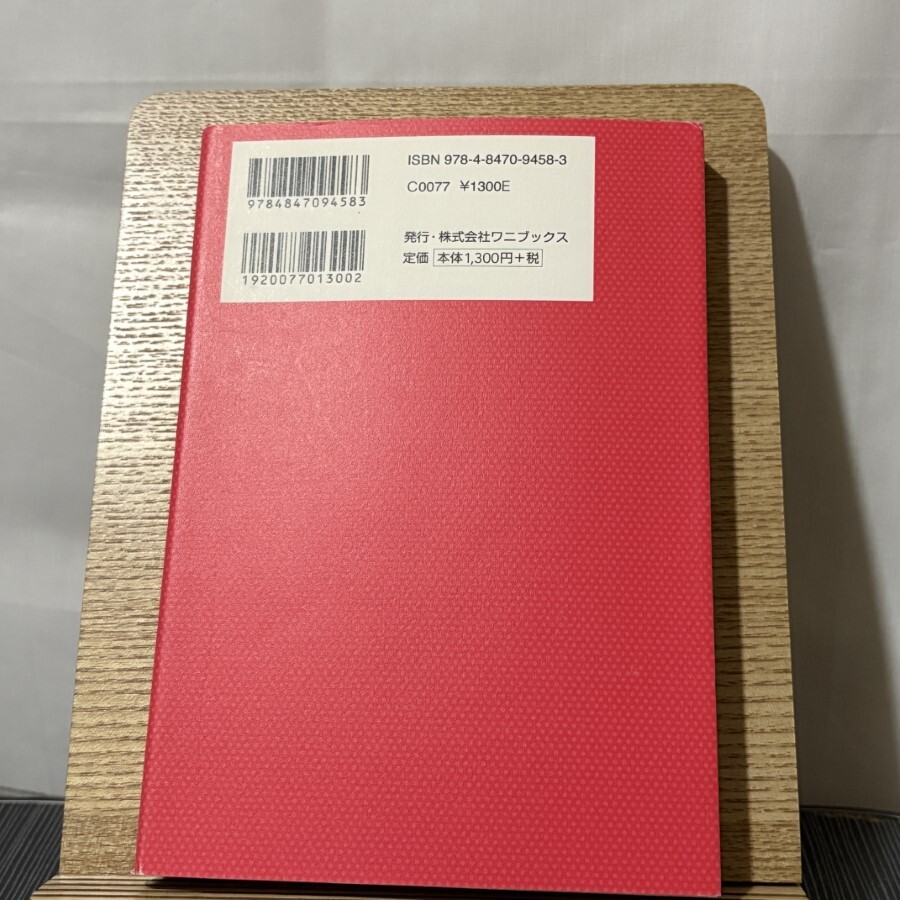 ISBN 978-4-8470-9458-3
C0077 ¥1300E
9784847094583
発行・株式会社ワニブックス
定価 本体1,300円+税
1920077013002